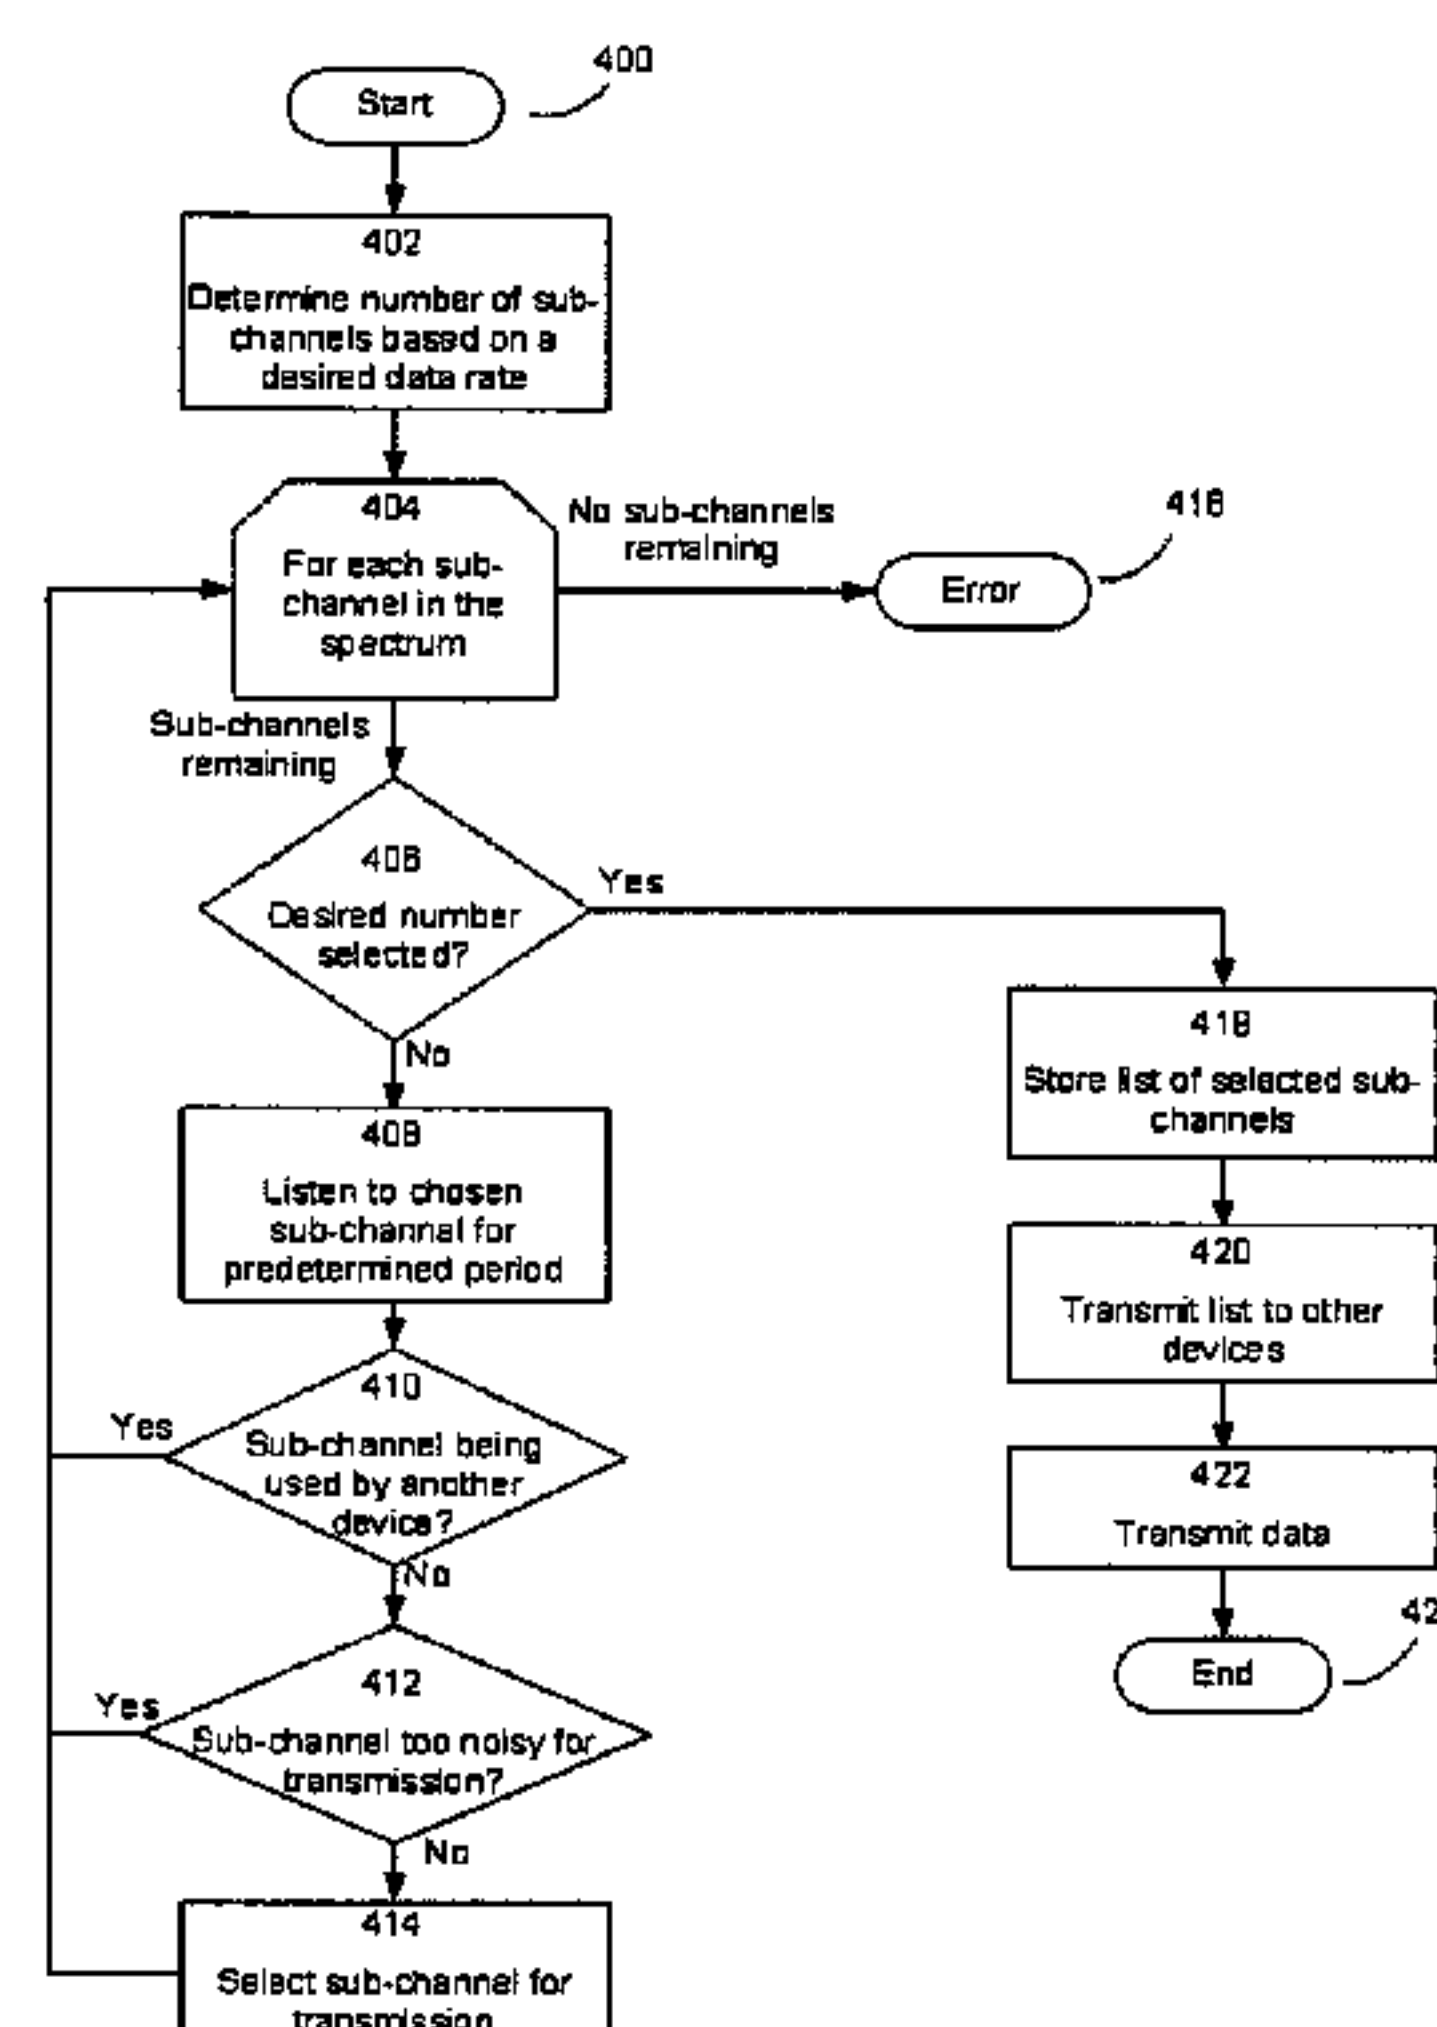 400
Start
402
Determine number of sub-
channels based on a
desired data rate
404
For each sub-
channel in the
spectrum
No sub-channels
remaining
416
Error
Sub-channels
remaining
406
Desired number
selected?
Yes
No
408
Listen to chosen
sub-channel for
predetermined period
410
Sub-channel being
used by another
device?
Yes
No
412
Sub-channel too noisy for
transmission?
Yes
No
414
Select sub-channel for
transmission
418
Store list of selected sub-
channels
420
Transmit list to other
devices
422
Transmit data
42
End